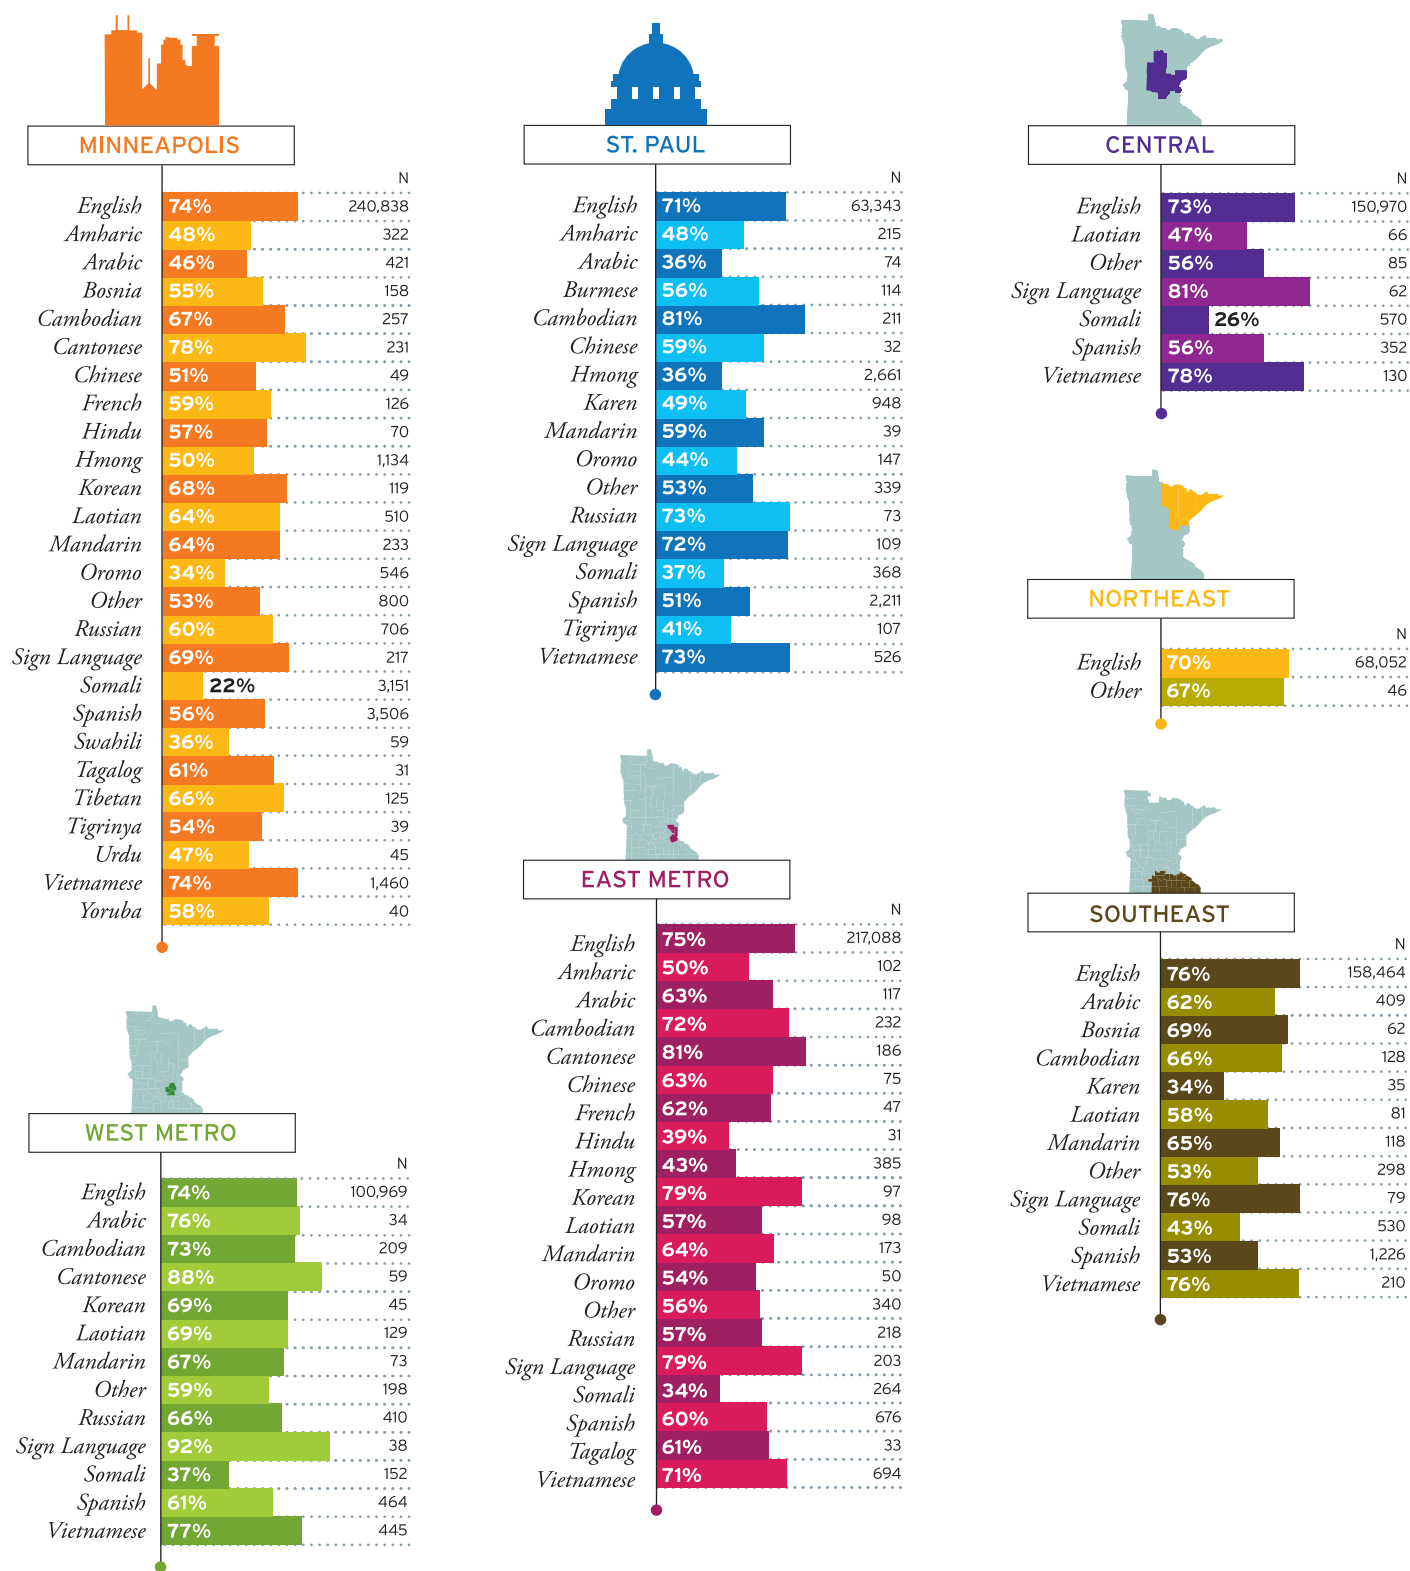 MINNEAPOLIS
N
English 74% 240,838
Amharic 48% 322
Arabic 46% 421
Bosnia 55% 158
Cambodian 67% 257
Cantonese 78% 231
Chinese 51% 49
French 59% 126
Hindu 57% 70
Hmong 50% 1,134
Korean 68% 119
Laotian 64% 510
Mandarin 64% 233
Oromo 34% 546
Other 53% 800
Russian 60% 706
Sign Language 69% 217
Somali 22% 3,151
Spanish 56% 3,506
Swahili 36% 59
Tagalog 61% 31
Tibetan 66% 125
Tigrinya 54% 39
Urdu 47% 45
Vietnamese 74% 1,460
Yoruba 58% 40
WEST METRO
N
English 74% 100,969
Arabic 76% 34
Cambodian 73% 209
Cantonese 88% 59
Korean 69% 45
Laotian 69% 129
Mandarin 67% 73
Other 59% 198
Russian 66% 410
Sign Language 92% 38
Somali 37% 152
Spanish 61% 464
Vietnamese 77% 445
ST. PAUL
N
English 71% 63,343
Amharic 48% 215
Arabic 36% 74
Burmese 56% 114
Cambodian 81% 211
Chinese 59% 32
Hmong 36% 2,661
Karen 49% 948
Mandarin 59% 39
Oromo 44% 147
Other 53% 339
Russian 73% 73
Sign Language 72% 109
Somali 37% 368
Spanish 51% 2,211
Tigrinya 41% 107
Vietnamese 73% 526
EAST METRO
N
English 75% 217,088
Amharic 50% 102
Arabic 63% 117
Cambodian 72% 232
Cantonese 81% 186
Chinese 63% 75
French 62% 47
Hindu 39% 31
Hmong 43% 385
Korean 79% 97
Laotian 57% 98
Mandarin 64% 173
Oromo 54% 50
Other 56% 340
Russian 57% 218
Sign Language 79% 203
Somali 34% 264
Spanish 60% 676
Tagalog 61% 33
Vietnamese 71% 694
CENTRAL
N
English 73% 150,970
Laotian 47% 66
Other 56% 85
Sign Language 81% 62
Somali 26% 570
Spanish 56% 352
Vietnamese 78% 130
NORTHEAST
N
English 70% 68,052
Other 67% 46
SOUTHEAST
N
English 76% 158,464
Arabic 62% 409
Bosnia 69% 62
Cambodian 66% 128
Karen 34% 35
Laotian 58% 81
Mandarin 65% 118
Other 53% 298
Sign Language 76% 79
Somali 43% 530
Spanish 53% 1,226
Vietnamese 76% 210